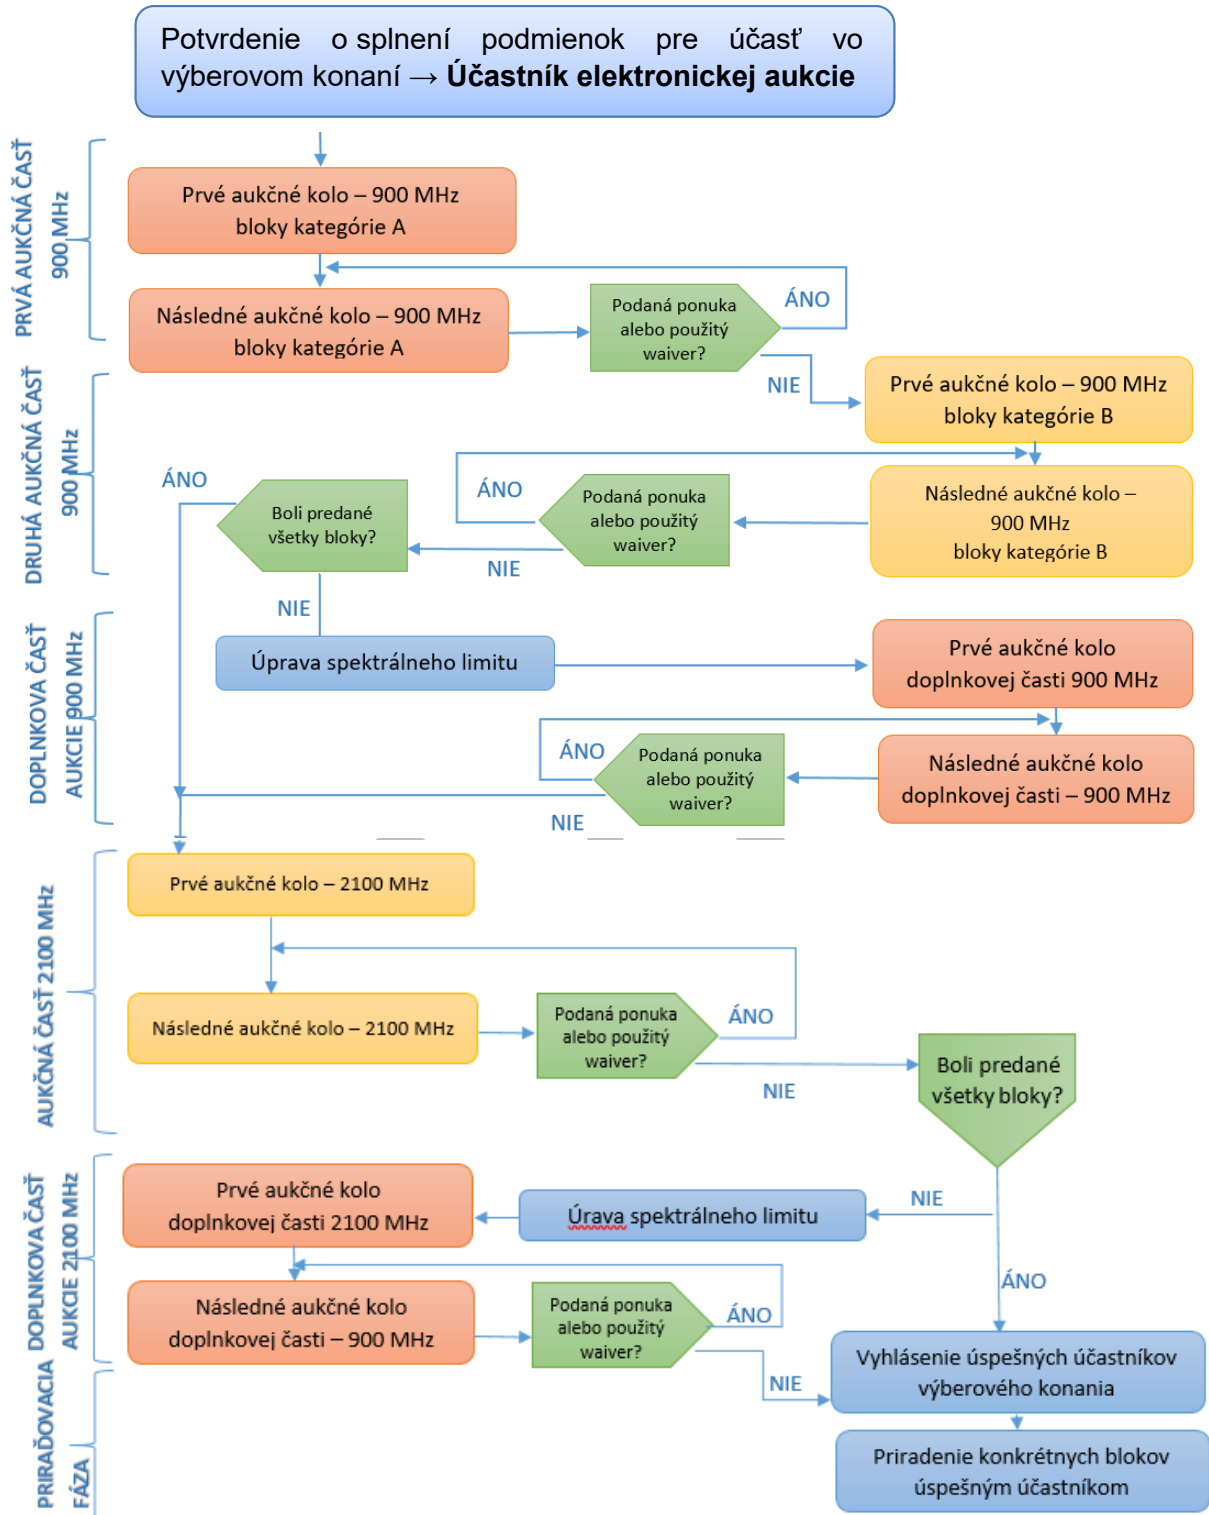 Potvrdenie o splnení podmienok pre účasť vo
výberovom konaní → Účastník elektronickej aukcie
PRVÁ AUKČNÁ ČASŤ
900 MHz
Prvé aukčné kolo – 900 MHz
bloky kategórie A
Následné aukčné kolo – 900 MHz
bloky kategórie A
Podaná ponuka
alebo použitý
waiver?
ÁNO
NIE
DRUHÁ AUKČNÁ ČASŤ
900 MHz
Prvé aukčné kolo – 900 MHz
bloky kategórie B
Následné aukčné kolo –
900 MHz
bloky kategórie B
Podaná ponuka
alebo použitý
waiver?
ÁNO
NIE
Boli predané
všetky bloky?
ÁNO
NIE
DOPLNKOVA ČASŤ
AUKCIE 900 MHz
Úprava spektrálneho limitu
Prvé aukčné kolo
doplnkovej časti 900 MHz
Následné aukčné kolo
doplnkovej časti – 900 MHz
Podaná ponuka
alebo použitý
waiver?
ÁNO
NIE
AUKČNÁ ČASŤ 2100 MHz
Prvé aukčné kolo – 2100 MHz
Následné aukčné kolo – 2100 MHz
Podaná ponuka
alebo použitý
waiver?
ÁNO
NIE
Boli predané
všetky bloky?
NIE
ÁNO
DOPLNKOVA ČASŤ
AUKCIE 2100 MHz
Úrava spektrálneho limitu
Prvé aukčné kolo
doplnkovej časti 2100 MHz
Následné aukčné kolo
doplnkovej časti – 900 MHz
Podaná ponuka
alebo použitý
waiver?
ÁNO
NIE
PRIRAĎOVACIA
FÁZA
Vyhlásenie úspešných účastníkov
výberového konania
Priradenie konkrétnych blokov
úspešným účastníkom